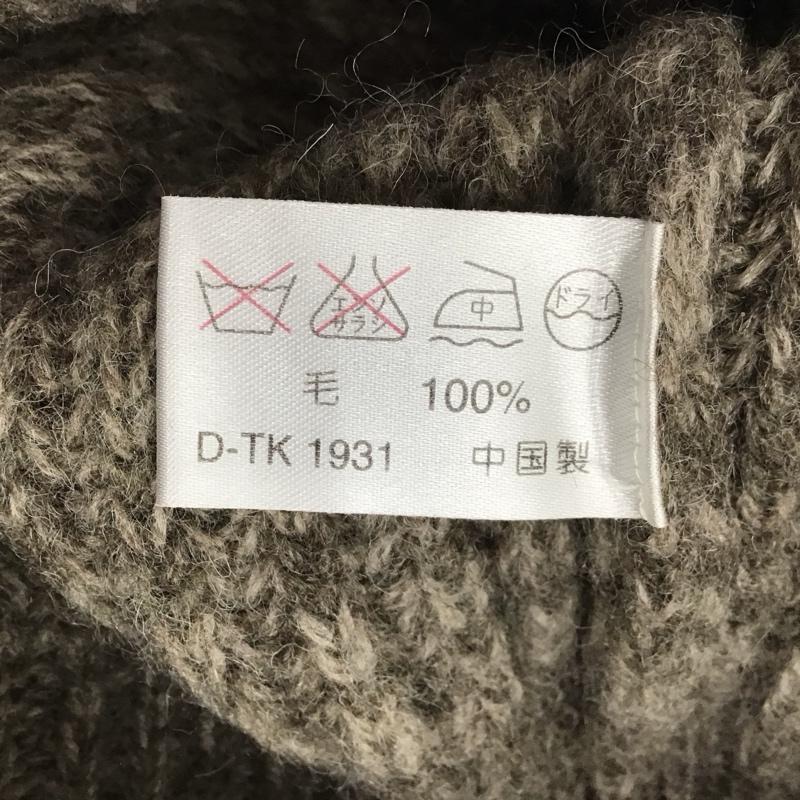 エンソ
サラシ
中
ドライ
毛 100%
D-TK 1931 中国製